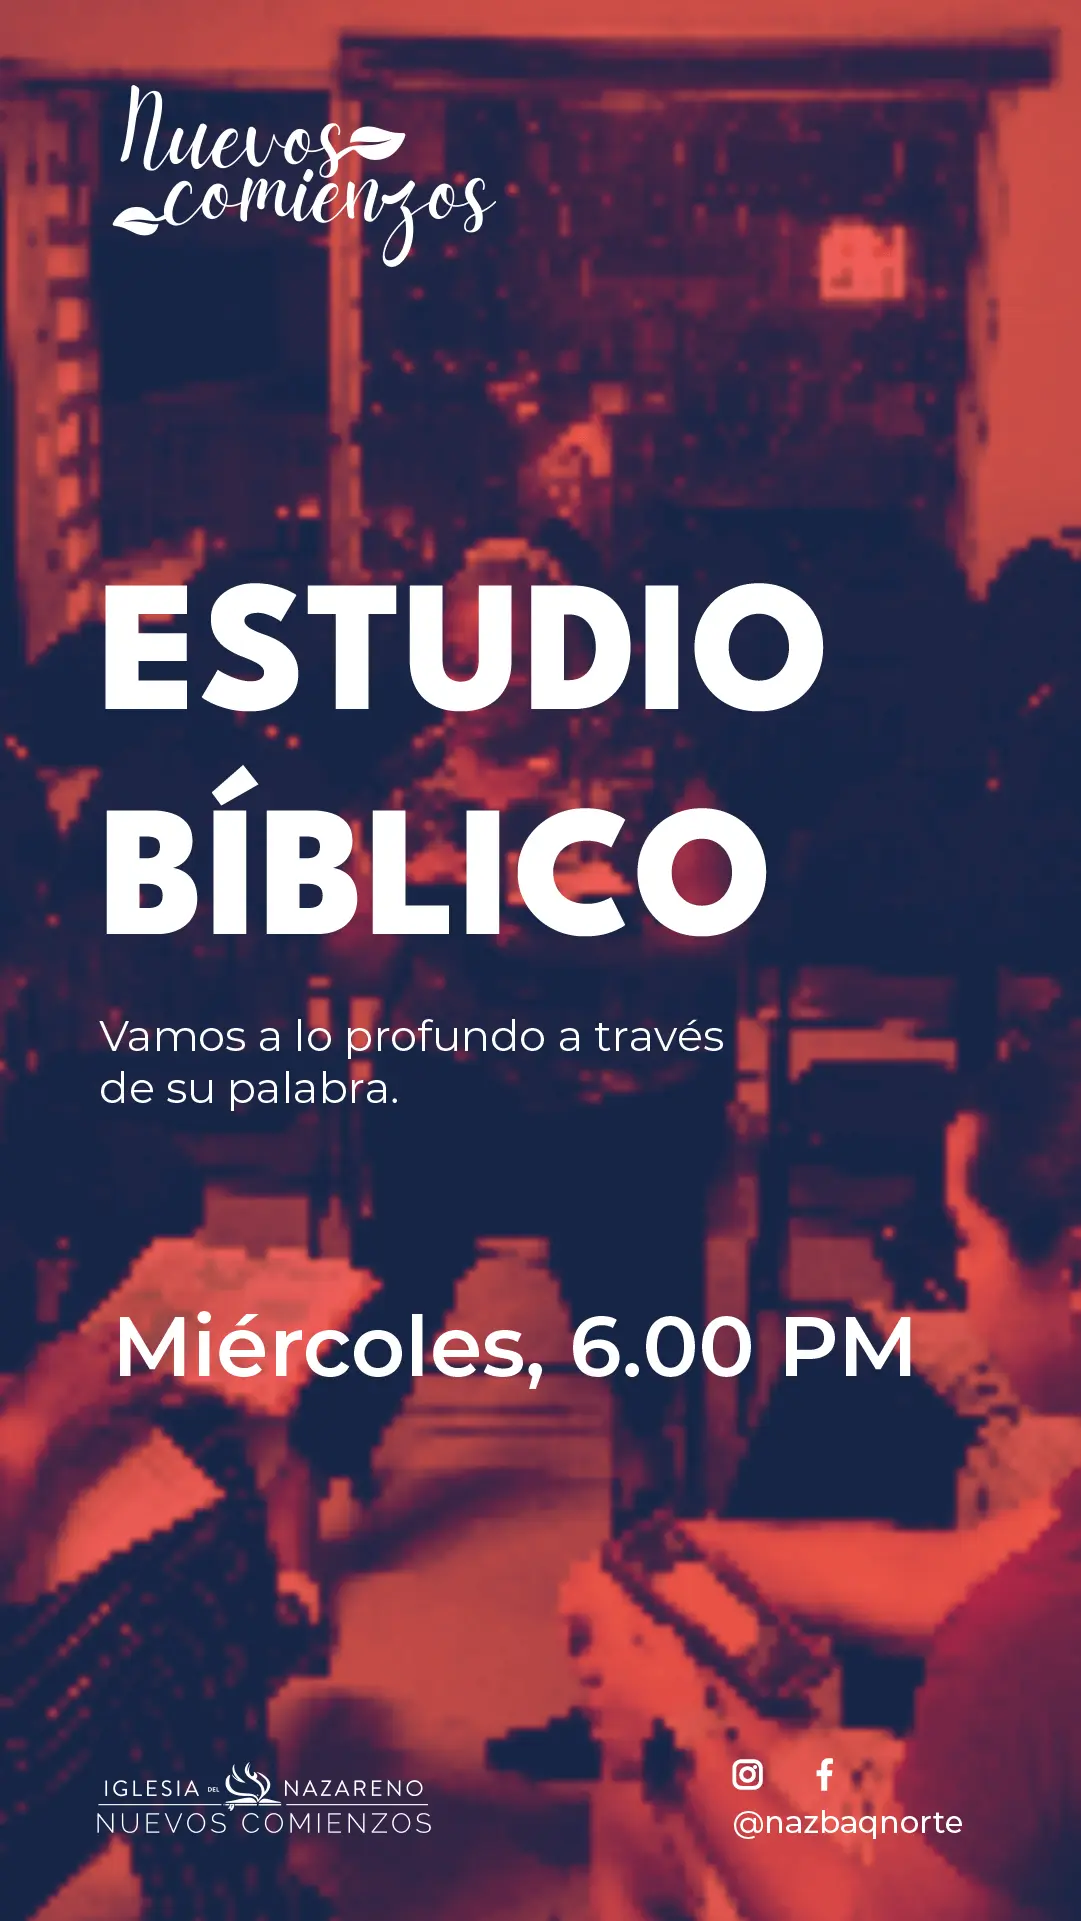 Nuevos
comienzos
ESTUDIO
BÍBLICO
Vamos a lo profundo a través
de su palabra.
Miércoles, 6.00 PM
IGLESIA DEL NAZARENO
NUEVOS COMIENZOS
@nazbaqnorte